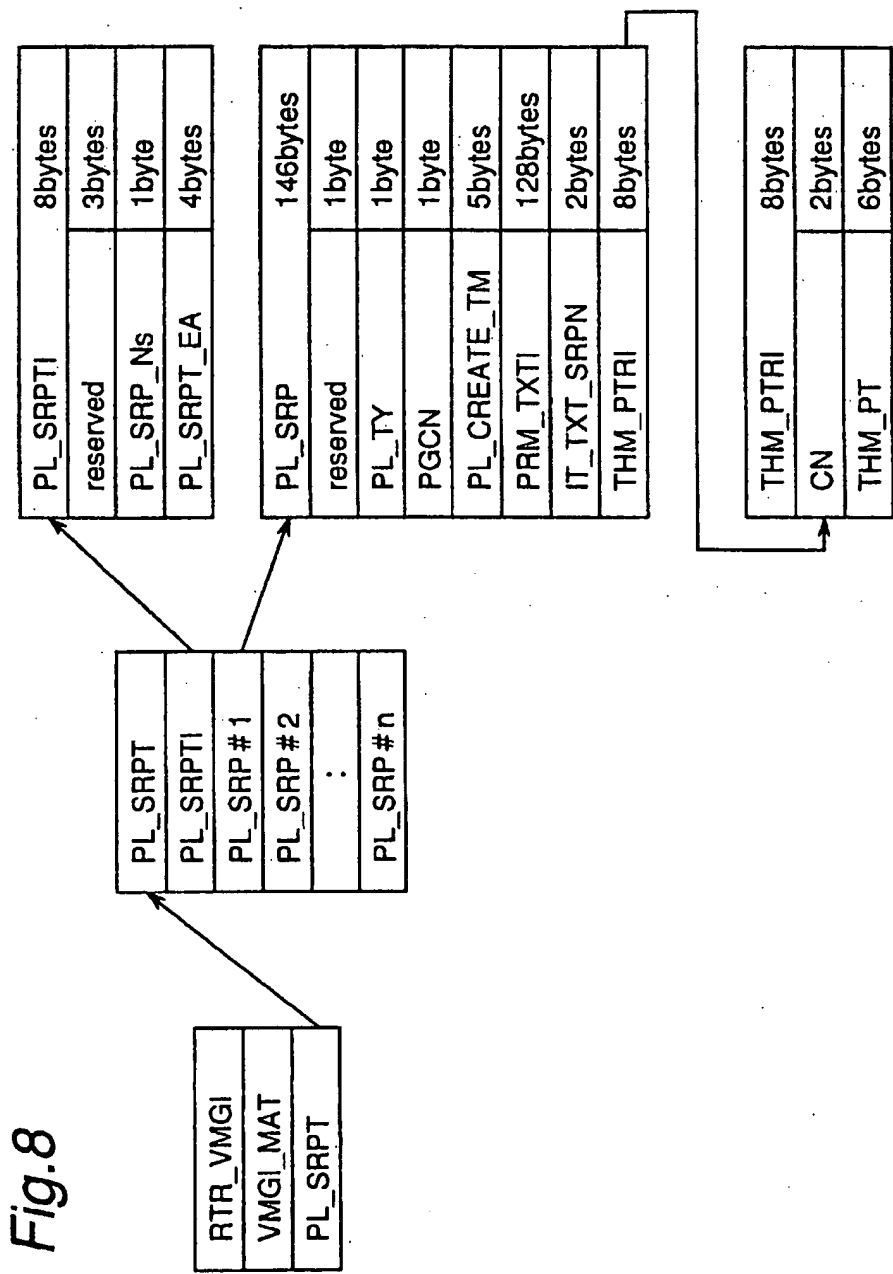 Fig.8
RTR_VMGI
VMGI_MAT
PL_SRPT
PL_SRPT
PL_SRPTI
PL_SRP#1
PL_SRP#2
:
PL_SRP#n
PL_SRPTI 8bytes
reserved 3bytes
PL_SRP_Ns 1byte
PL_SRPT_EA 4bytes
PL_SRP 146bytes
reserved 1byte
PL_TY 1byte
PGCN 1byte
PL_CREATE_TM 5bytes
PRM_TXTI 128bytes
IT_TXT_SRPN 2bytes
THM_PTRI 8bytes
THM_PTRI 8bytes
CN 2bytes
THM_PT 6bytes